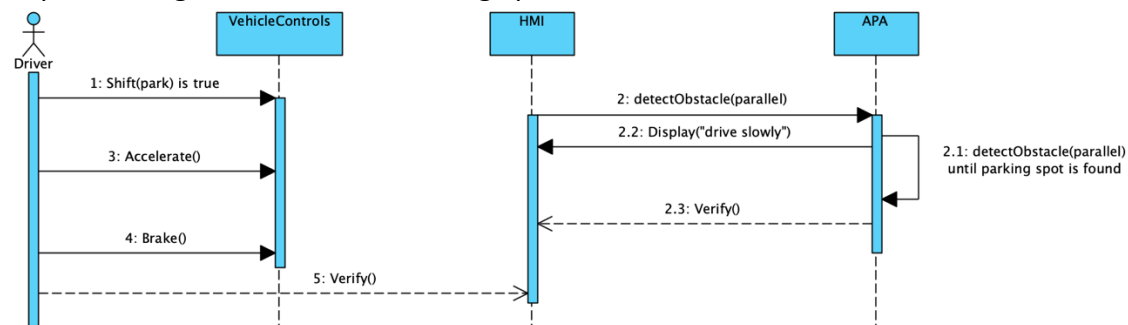 VehicleControls
HMI
APA
Driver
1: Shift(park) is true
2: detectObstacle(parallel)
2.2: Display("drive slowly")
2.1: detectObstacle(parallel)
until parking spot is found
3: Accelerate()
2.3: Verify()
4: Brake()
5: Verify()